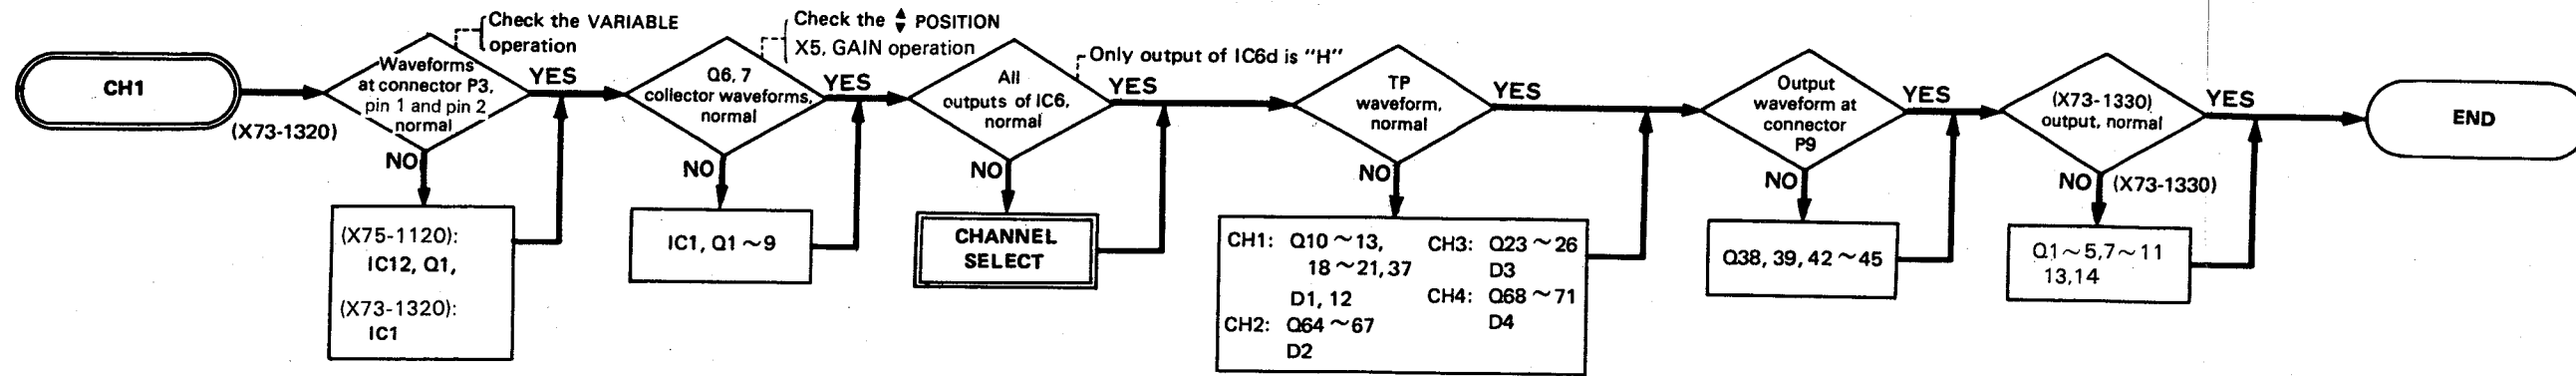 CH1
(X73-1320)
Check the VARIABLE
operation
Waveforms
at connector P3,
pin 1 and pin 2
normal
YES
NO
(X75-1120):
IC12, Q1,
(X73-1320):
IC1
Check the ▲▼ POSITION
X5, GAIN operation
Q6, 7
collector waveforms,
normal
YES
NO
IC1, Q1 ~ 9
Only output of IC6d is "H"
All
outputs of IC6,
normal
YES
NO
CHANNEL
SELECT
TP
waveform,
normal
YES
NO
CH1: Q10 ~ 13,
18 ~ 21, 37
D1, 12
CH2: Q64 ~ 67
D2
CH3: Q23 ~ 26
D3
CH4: Q68 ~ 71
D4
Output
waveform at
connector
P9
YES
NO
Q38, 39, 42 ~ 45
(X73-1330)
output, normal
YES
NO
(X73-1330)
Q1 ~ 5, 7 ~ 11
13, 14
END